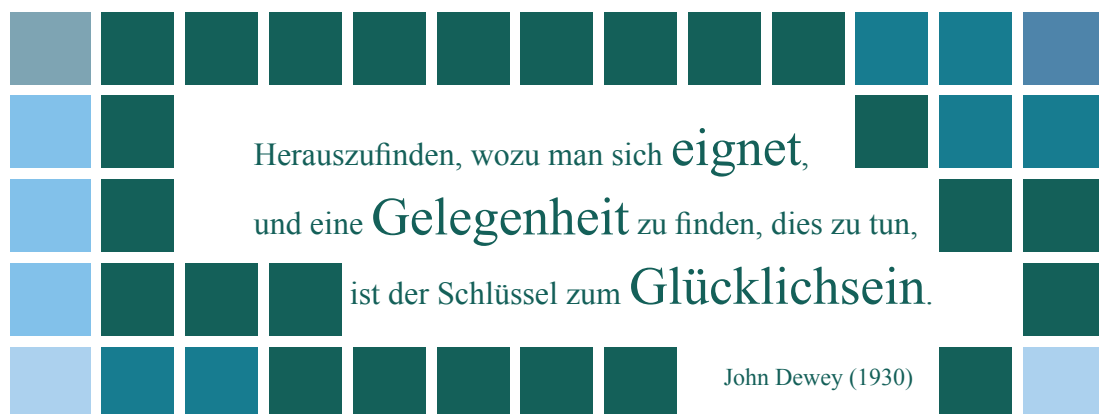 Herauszufinden, wozu man sich eignet,
und eine Gelegenheit zu finden, dies zu tun,
ist der Schlüssel zum Glücklichsein.
John Dewey (1930)